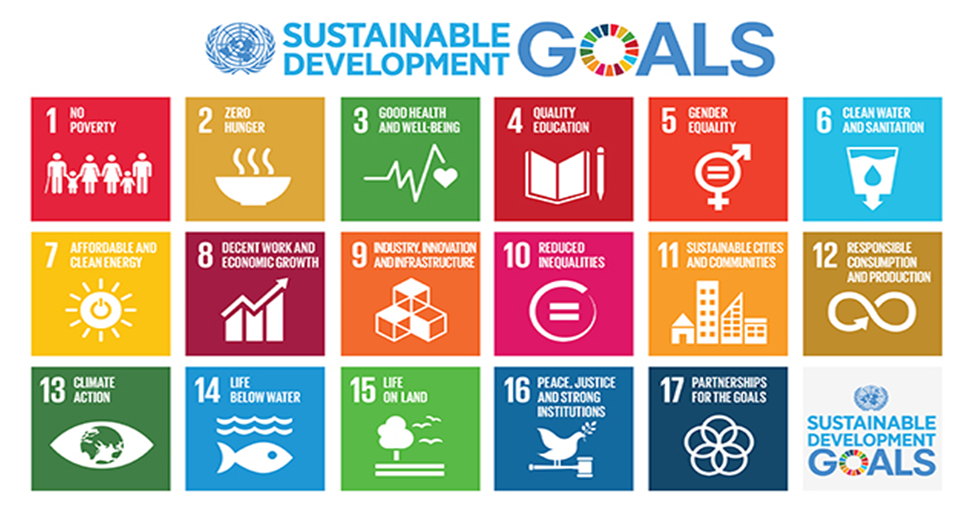 SUSTAINABLE
DEVELOPMENT
GOALS
1 NO
POVERTY
2 ZERO
HUNGER
3 GOOD HEALTH
AND WELL-BEING
4 QUALITY
EDUCATION
5 GENDER
EQUALITY
6 CLEAN WATER
AND SANITATION
7 AFFORDABLE AND
CLEAN ENERGY
8 DECENT WORK AND
ECONOMIC GROWTH
9 INDUSTRY, INNOVATION
AND INFRASTRUCTURE
10 REDUCED
INEQUALITIES
11 SUSTAINABLE CITIES
AND COMMUNITIES
12 RESPONSIBLE
CONSUMPTION
AND PRODUCTION
13 CLIMATE
ACTION
14 LIFE
BELOW WATER
15 LIFE
ON LAND
16 PEACE, JUSTICE
AND STRONG
INSTITUTIONS
17 PARTNERSHIPS
FOR THE GOALS
SUSTAINABLE
DEVELOPMENT
GOALS